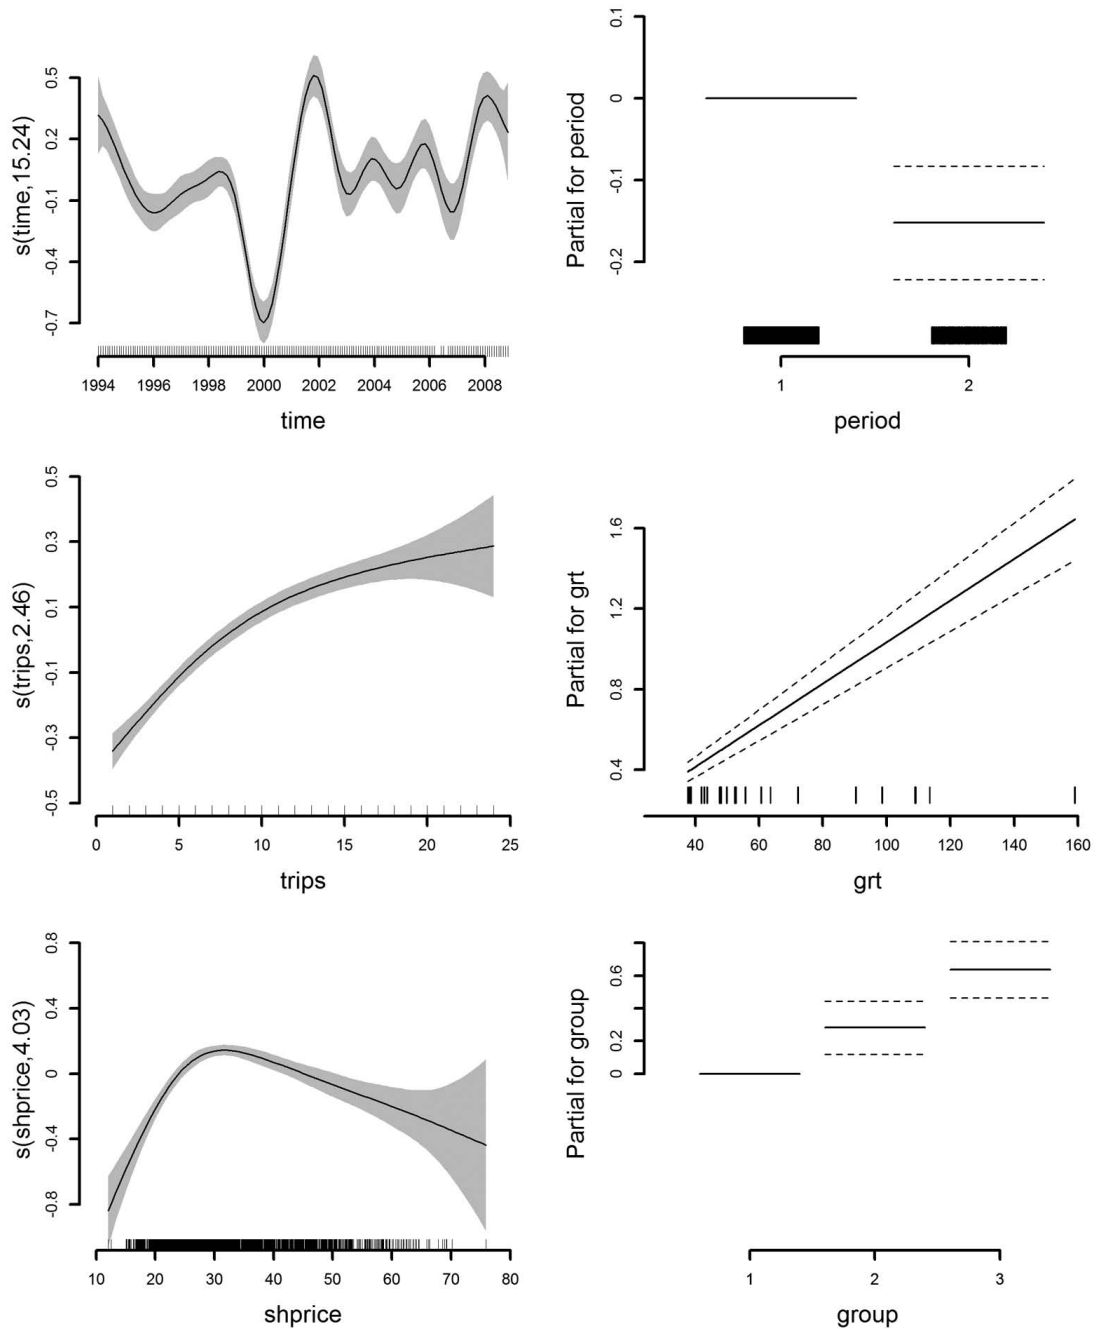 s(time,15.24)
0.5
0.2
-0.1
-0.4
-0.7
1994 1996 1998 2000 2002 2004 2006 2008
time
Partial for period
0.1
0
-0.1
-0.2
1 2
period
s(trips,2.46)
0.5
0.3
0.1
-0.1
-0.3
-0.5
0 5 10 15 20 25
trips
Partial for grt
1.6
1.2
0.8
0.4
40 60 80 100 120 140 160
grt
s(shprice,4.03)
0.8
0.4
0
-0.4
-0.8
10 20 30 40 50 60 70 80
shprice
Partial for group
0.6
0.2
0
1 2 3
group